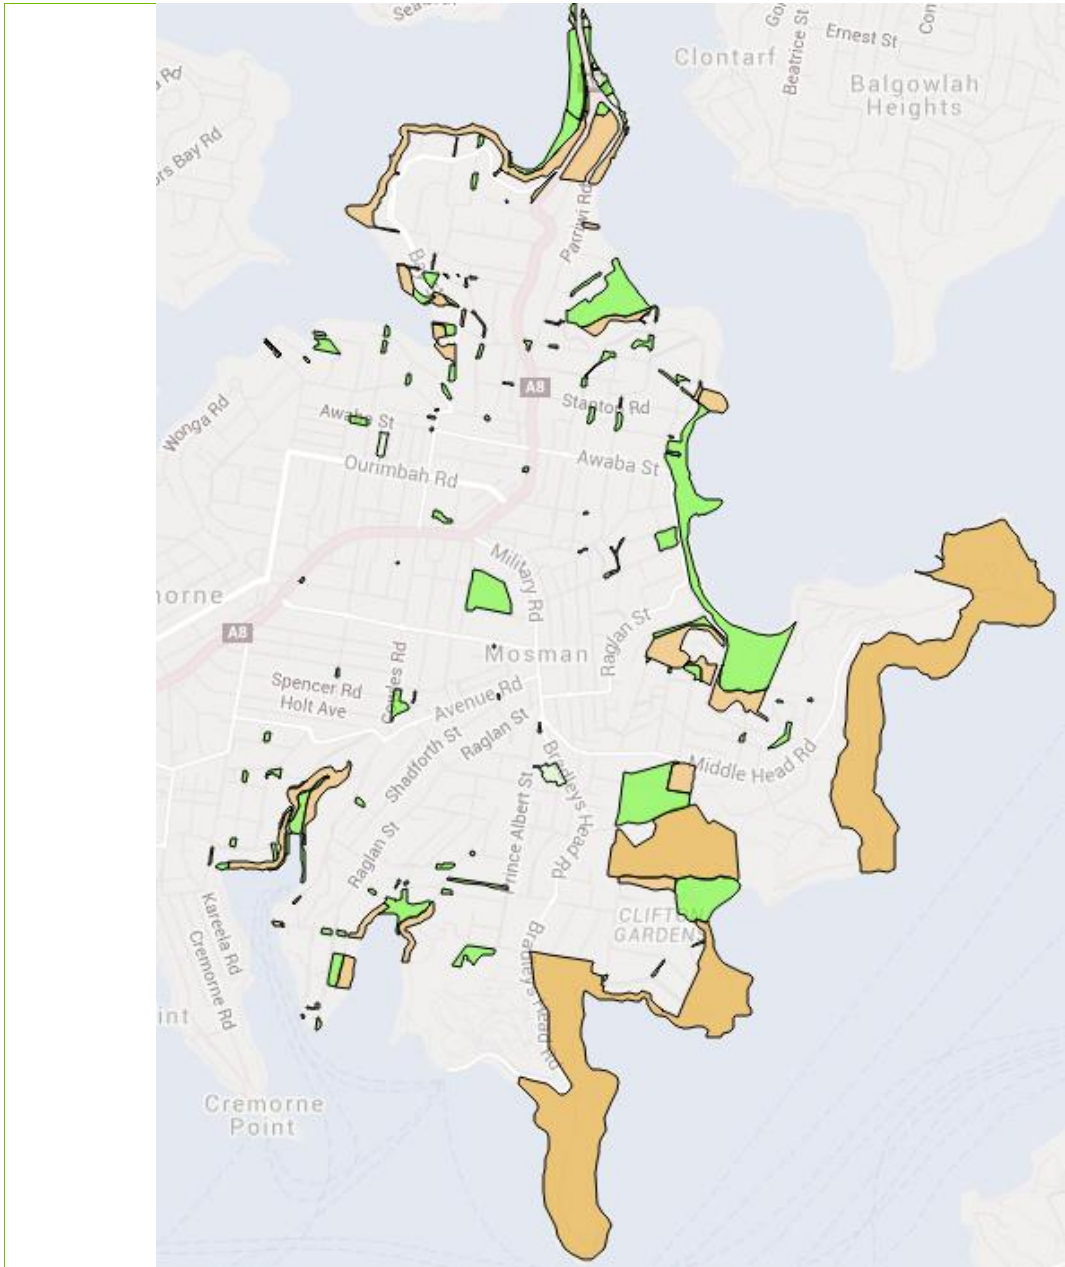 Clontarf
Beatrice St
Ernest St
Balgowlah
Heights
Parriwi Rd
A8
Stanton Rd
Wonga Rd
Awaba St
Ourimbah Rd
Awaba St
Military Rd
A8
Raglan St
Mosman
Spencer Rd
Holt Ave
Cowles Rd
Avenue Rd
Raglan St
Shadforth St
Middle Head Rd
Bradleys Head Rd
Prince Albert St
Raglan St
CLIFTON
GARDENS
Kareela Rd
Cremorne Rd
Bradleys Head Rd
Cremorne
Point